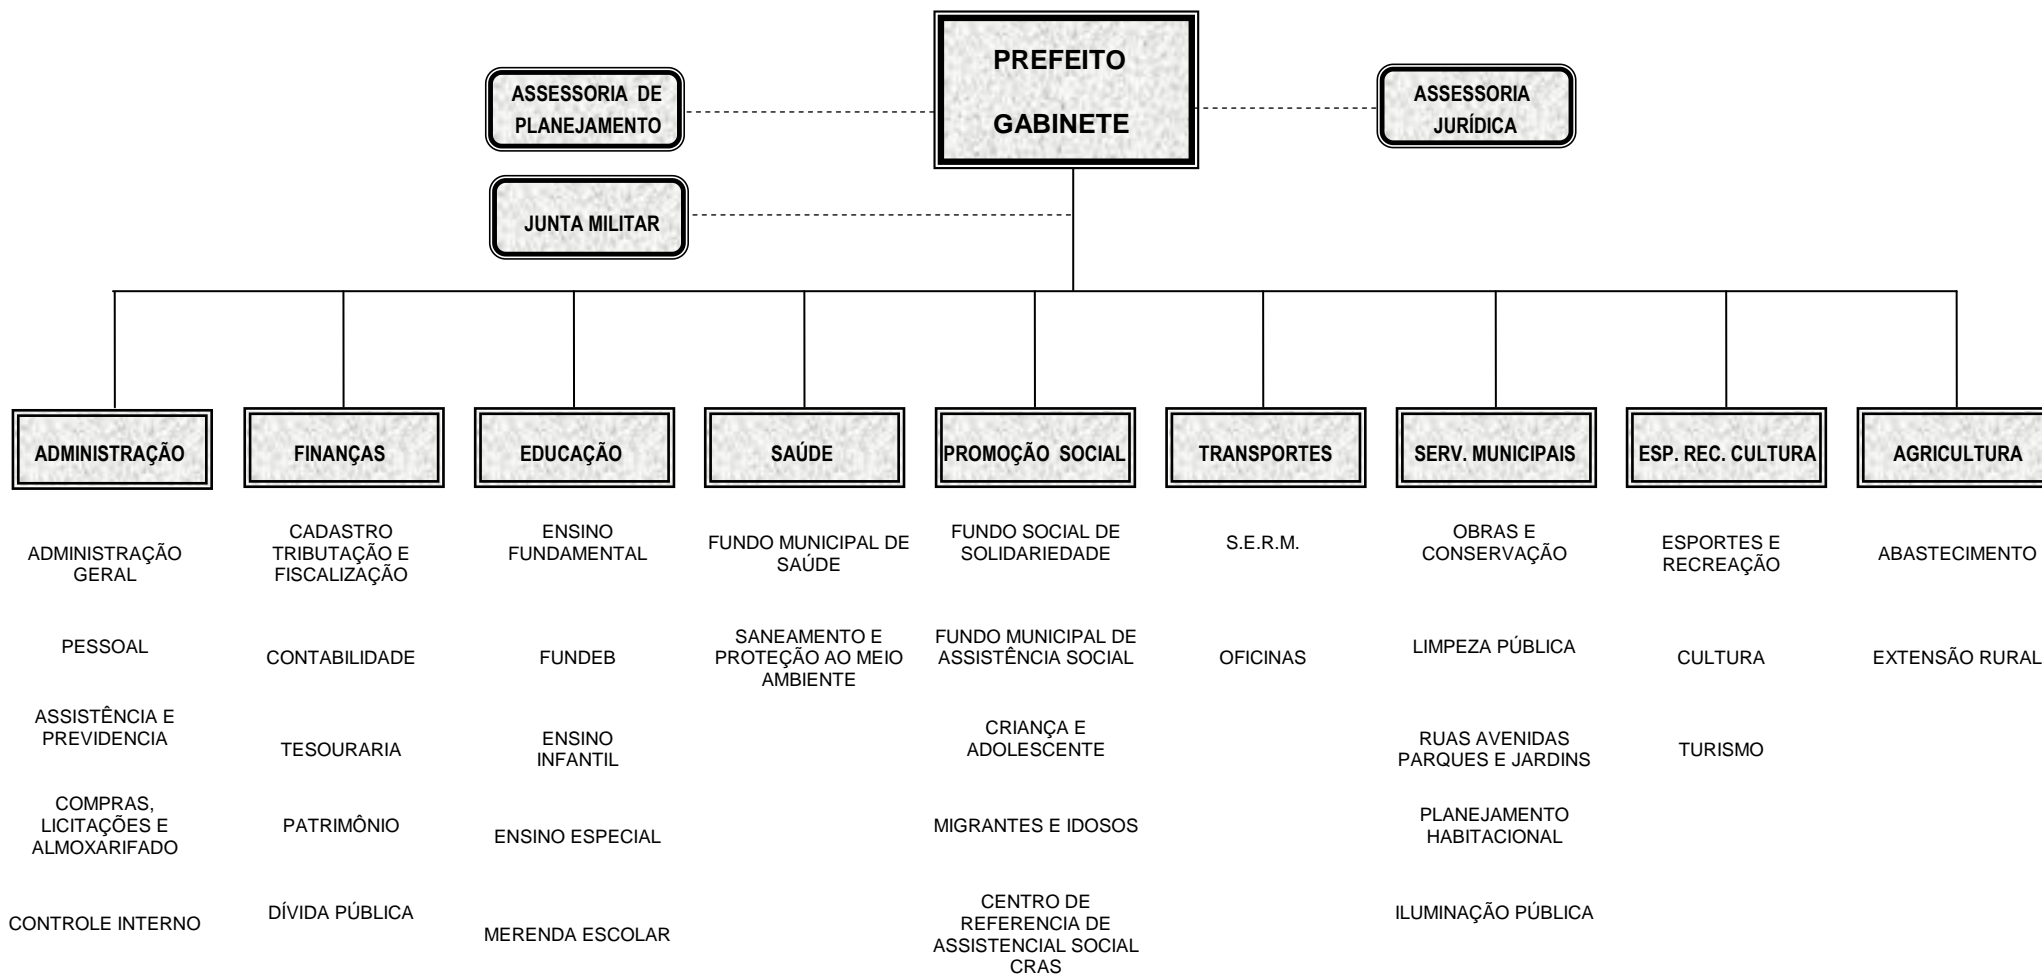 PREFEITO
GABINETE
ASSESSORIA DE
PLANEJAMENTO
ASSESSORIA
JURÍDICA
JUNTA MILITAR
ADMINISTRAÇÃO
FINANÇAS
EDUCAÇÃO
SAÚDE
PROMOÇÃO SOCIAL
TRANSPORTES
SERV. MUNICIPAIS
ESP. REC. CULTURA
AGRICULTURA
ADMINISTRAÇÃO
GERAL
PESSOAL
ASSISTÊNCIA E
PREVIDENCIA
COMPRAS,
LICITAÇÕES E
ALMOXARIFADO
CONTROLE INTERNO
CADASTRO
TRIBUTAÇÃO E
FISCALIZAÇÃO
CONTABILIDADE
TESOURARIA
PATRIMÔNIO
DÍVIDA PÚBLICA
ENSINO
FUNDAMENTAL
FUNDEB
ENSINO
INFANTIL
ENSINO ESPECIAL
MERENDA ESCOLAR
FUNDO MUNICIPAL DE
SAÚDE
SANEAMENTO E
PROTEÇÃO AO MEIO
AMBIENTE
FUNDO SOCIAL DE
SOLIDARIEDADE
FUNDO MUNICIPAL DE
ASSISTÊNCIA SOCIAL
CRIANÇA E
ADOLESCENTE
MIGRANTES E IDOSOS
CENTRO DE
REFERENCIA DE
ASSISTENCIAL SOCIAL
CRAS
S.E.R.M.
OFICINAS
OBRAS E
CONSERVAÇÃO
LIMPEZA PÚBLICA
RUAS AVENIDAS
PARQUES E JARDINS
PLANEJAMENTO
HABITACIONAL
ILUMINAÇÃO PÚBLICA
ESPORTES E
RECREAÇÃO
CULTURA
TURISMO
ABASTECIMENTO
EXTENSÃO RURAL